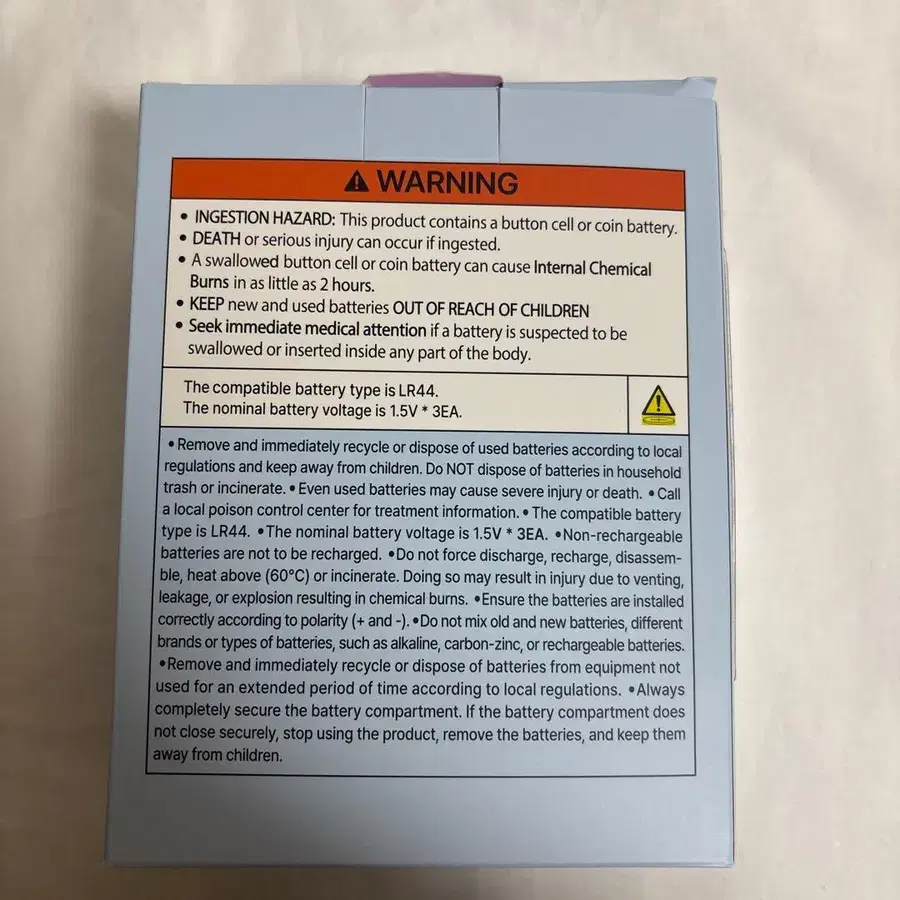 ⚠ WARNING
• INGESTION HAZARD: This product contains a button cell or coin battery.
• DEATH or serious injury can occur if ingested.
• A swallowed button cell or coin battery can cause Internal Chemical
Burns in as little as 2 hours.
• KEEP new and used batteries OUT OF REACH OF CHILDREN
• Seek immediate medical attention if a battery is suspected to be
swallowed or inserted inside any part of the body.
The compatible battery type is LR44.
The nominal battery voltage is 1.5V * 3EA.
•Remove and immediately recycle or dispose of used batteries according to local
regulations and keep away from children. Do NOT dispose of batteries in household
trash or incinerate. •Even used batteries may cause severe injury or death. •Call
a local poison control center for treatment information. •The compatible battery
type is LR44. •The nominal battery voltage is 1.5V * 3EA. •Non-rechargeable
batteries are not to be recharged. •Do not force discharge, recharge, disassem-
ble, heat above (60°C) or incinerate. Doing so may result in injury due to venting,
leakage, or explosion resulting in chemical burns. •Ensure the batteries are installed
correctly according to polarity (+ and -). •Do not mix old and new batteries, different
brands or types of batteries, such as alkaline, carbon-zinc, or rechargeable batteries.
•Remove and immediately recycle or dispose of batteries from equipment not
used for an extended period of time according to local regulations. •Always
completely secure the battery compartment. If the battery compartment does
not close securely, stop using the product, remove the batteries, and keep them
away from children.